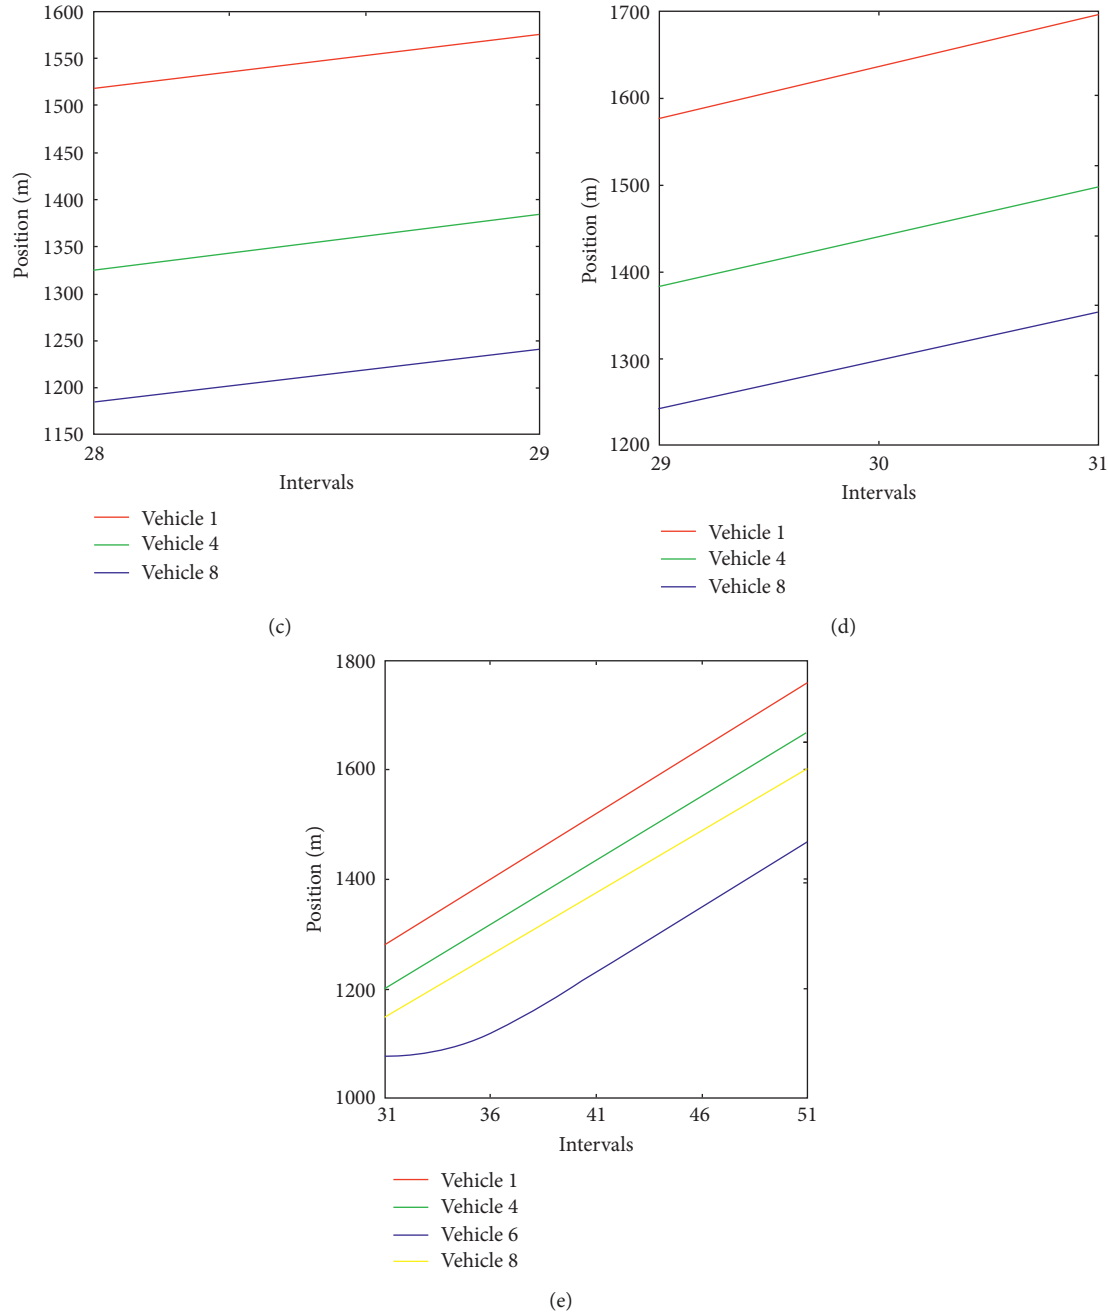 1600
1550
1500
1450
1400
1350
1300
1250
1200
1150
Position (m)
28
29
Intervals
Vehicle 1
Vehicle 4
Vehicle 8
(c)
1700
1600
1500
1400
1300
1200
Position (m)
29
30
31
Intervals
Vehicle 1
Vehicle 4
Vehicle 8
(d)
1800
1600
1400
1200
1000
Position (m)
31
36
41
46
51
Intervals
Vehicle 1
Vehicle 4
Vehicle 6
Vehicle 8
(e)